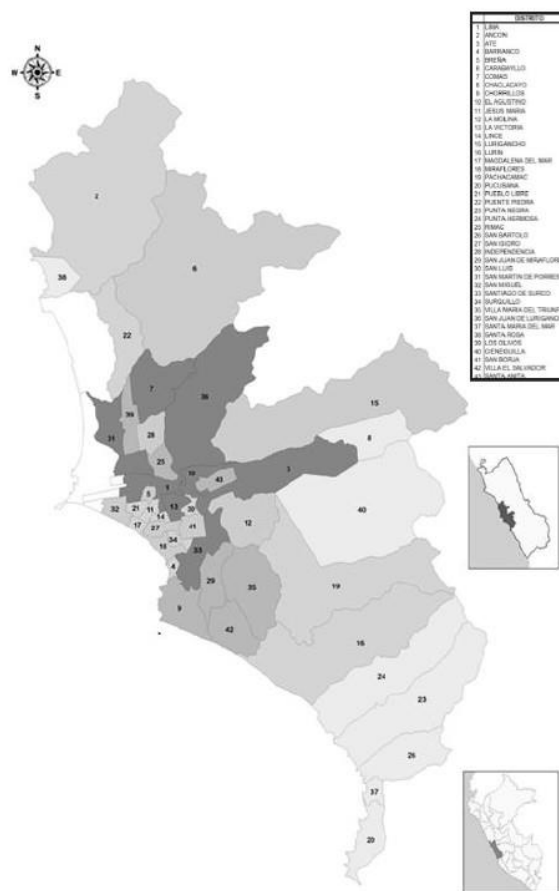 DISTRITO
1 LIMA
2 ANCON
3 ATE
4 BARRANCO
5 BREÑA
6 CARABAYLLO
7 COMAS
8 CHACLACAYO
9 CHORRILLOS
10 EL AGUSTINO
11 JESUS MARIA
12 LA MOLINA
13 LA VICTORIA
14 LINCE
15 LURIGANCHO
16 LURIN
17 MAGDALENA DEL MAR
18 MIRAFLORES
19 PACHACAMAC
20 PUCUSANA
21 PUEBLO LIBRE
22 PUENTE PIEDRA
23 PUNTA NEGRA
24 PUNTA HERMOSA
25 RIMAC
26 SAN BARTOLO
27 SAN ISIDRO
28 INDEPENDENCIA
29 SAN JUAN DE MIRAFLORE
30 SAN LUIS
31 SAN MARTIN DE PORRES
32 SAN MIGUEL
33 SANTIAGO DE SURCO
34 SURQUILLO
35 VILLA MARIA DEL TRIUNF
36 SAN JUAN DE LURIGANC
37 SANTA MARIA DEL MAR
38 SANTA ROSA
39 LOS OLIVOS
40 CIENEGUILLA
41 SAN BORJA
42 VILLA EL SALVADOR
43 SANTA ANITA
N
W E
S
2
38
6
22
7
36
39
31
28
15
8
25
3
10
43
1
40
5
32
21
11
13
30
12
14
41
17
27
34
18
33
4
29
35
19
9
42
16
24
23
26
37
20